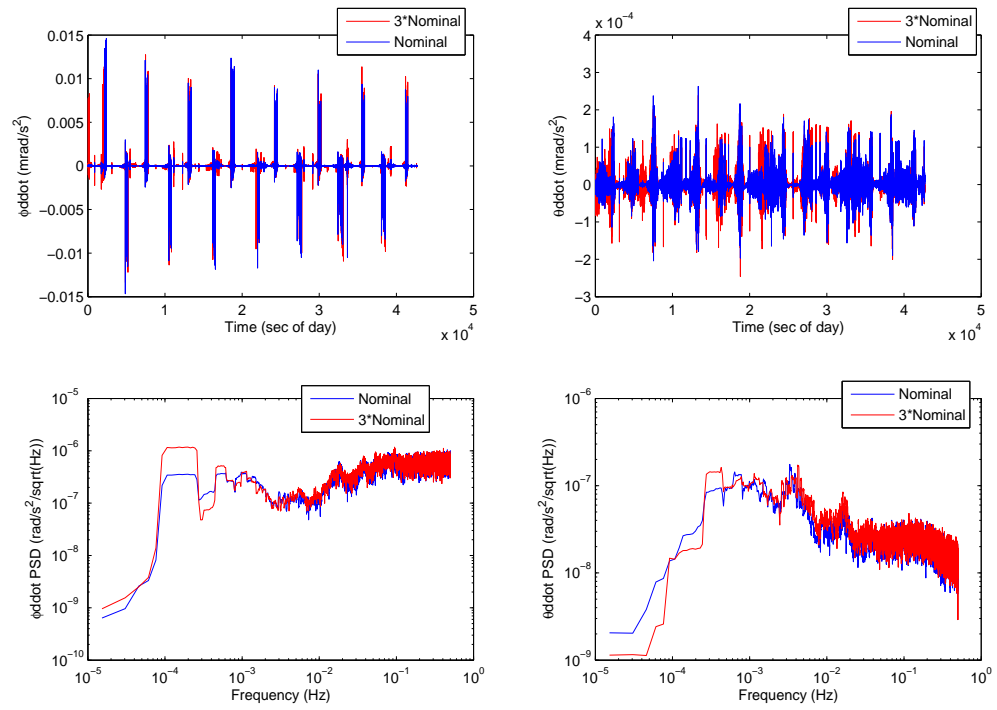 3*Nominal
Nominal
0.015
0.01
0.005
0
−0.005
−0.01
−0.015
ϕddot (mrad/s²)
0 1 2 3 4 5
Time (sec of day)
x 10⁴
x 10⁻⁴
3*Nominal
Nominal
4
3
2
1
0
−1
−2
−3
θddot (mrad/s²)
0 1 2 3 4 5
Time (sec of day)
x 10⁴
Nominal
3*Nominal
10⁻⁵
10⁻⁶
10⁻⁷
10⁻⁸
10⁻⁹
10⁻¹⁰
ϕddot PSD (rad/s²/sqrt(Hz))
10⁻⁵ 10⁻⁴ 10⁻³ 10⁻² 10⁻¹ 10⁰
Frequency (Hz)
Nominal
3*Nominal
10⁻⁶
10⁻⁷
10⁻⁸
10⁻⁹
θddot PSD (rad/s²/sqrt(Hz))
10⁻⁵ 10⁻⁴ 10⁻³ 10⁻² 10⁻¹ 10⁰
Frequency (Hz)